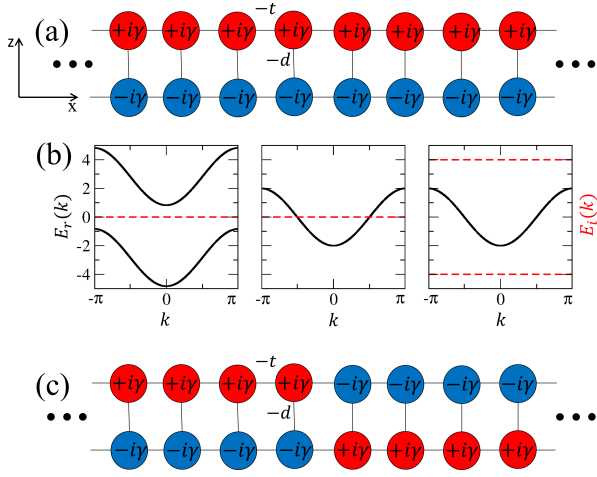 (a)
−t
+iγ +iγ +iγ +iγ +iγ +iγ +iγ +iγ
z
−d
−iγ −iγ −iγ −iγ −iγ −iγ −iγ −iγ
x
(b)
E_r(k)
4
2
0
-2
-4
-π 0 π
k
-π 0 π
k
-π 0 π
k
E_i(k)
(c)
−t
+iγ +iγ +iγ +iγ −iγ −iγ −iγ −iγ
−d
−iγ −iγ −iγ −iγ +iγ +iγ +iγ +iγ